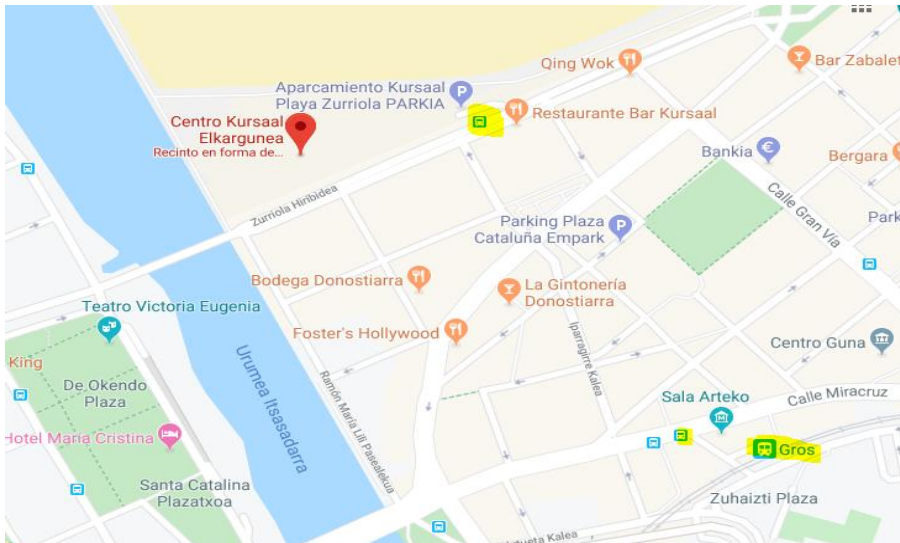 Qing Wok
Bar Zabalet
Aparcamiento Kursaal
Playa Zurriola PARKIA
P
Restaurante Bar Kursaal
Centro Kursaal
Elkargunea
Recinto en forma de...
Bankia
€
Bergara
Zurriola Hiribidea
Calle Gran Vía
Parking Plaza
Cataluña Empark
P
Park
Bodega Donostiarra
La Gintonería
Donostiarra
Teatro Victoria Eugenia
Foster's Hollywood
Iparragirre Kalea
Centro Guna
King
Urumea Itsasadarra
De Okendo
Plaza
Ramón María Lili Pasealekua
Sala Arteko
Calle Miracruz
Hotel Maria Cristina
Gros
Santa Catalina
Plazatxoa
Zuhaizti Plaza
Kalea